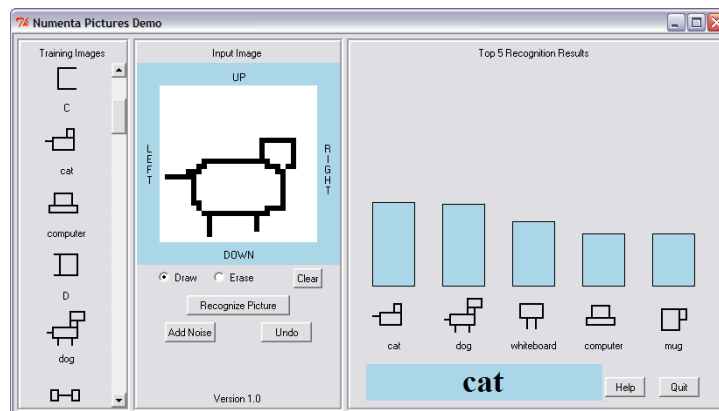 Numenta Pictures Demo
Training Images
C
cat
computer
D
dog
Input Image
UP
LEFT
RIGHT
DOWN
Draw
Erase
Clear
Recognize Picture
Add Noise
Undo
Version 1.0
Top 5 Recognition Results
cat
dog
whiteboard
computer
mug
cat
Help
Quit